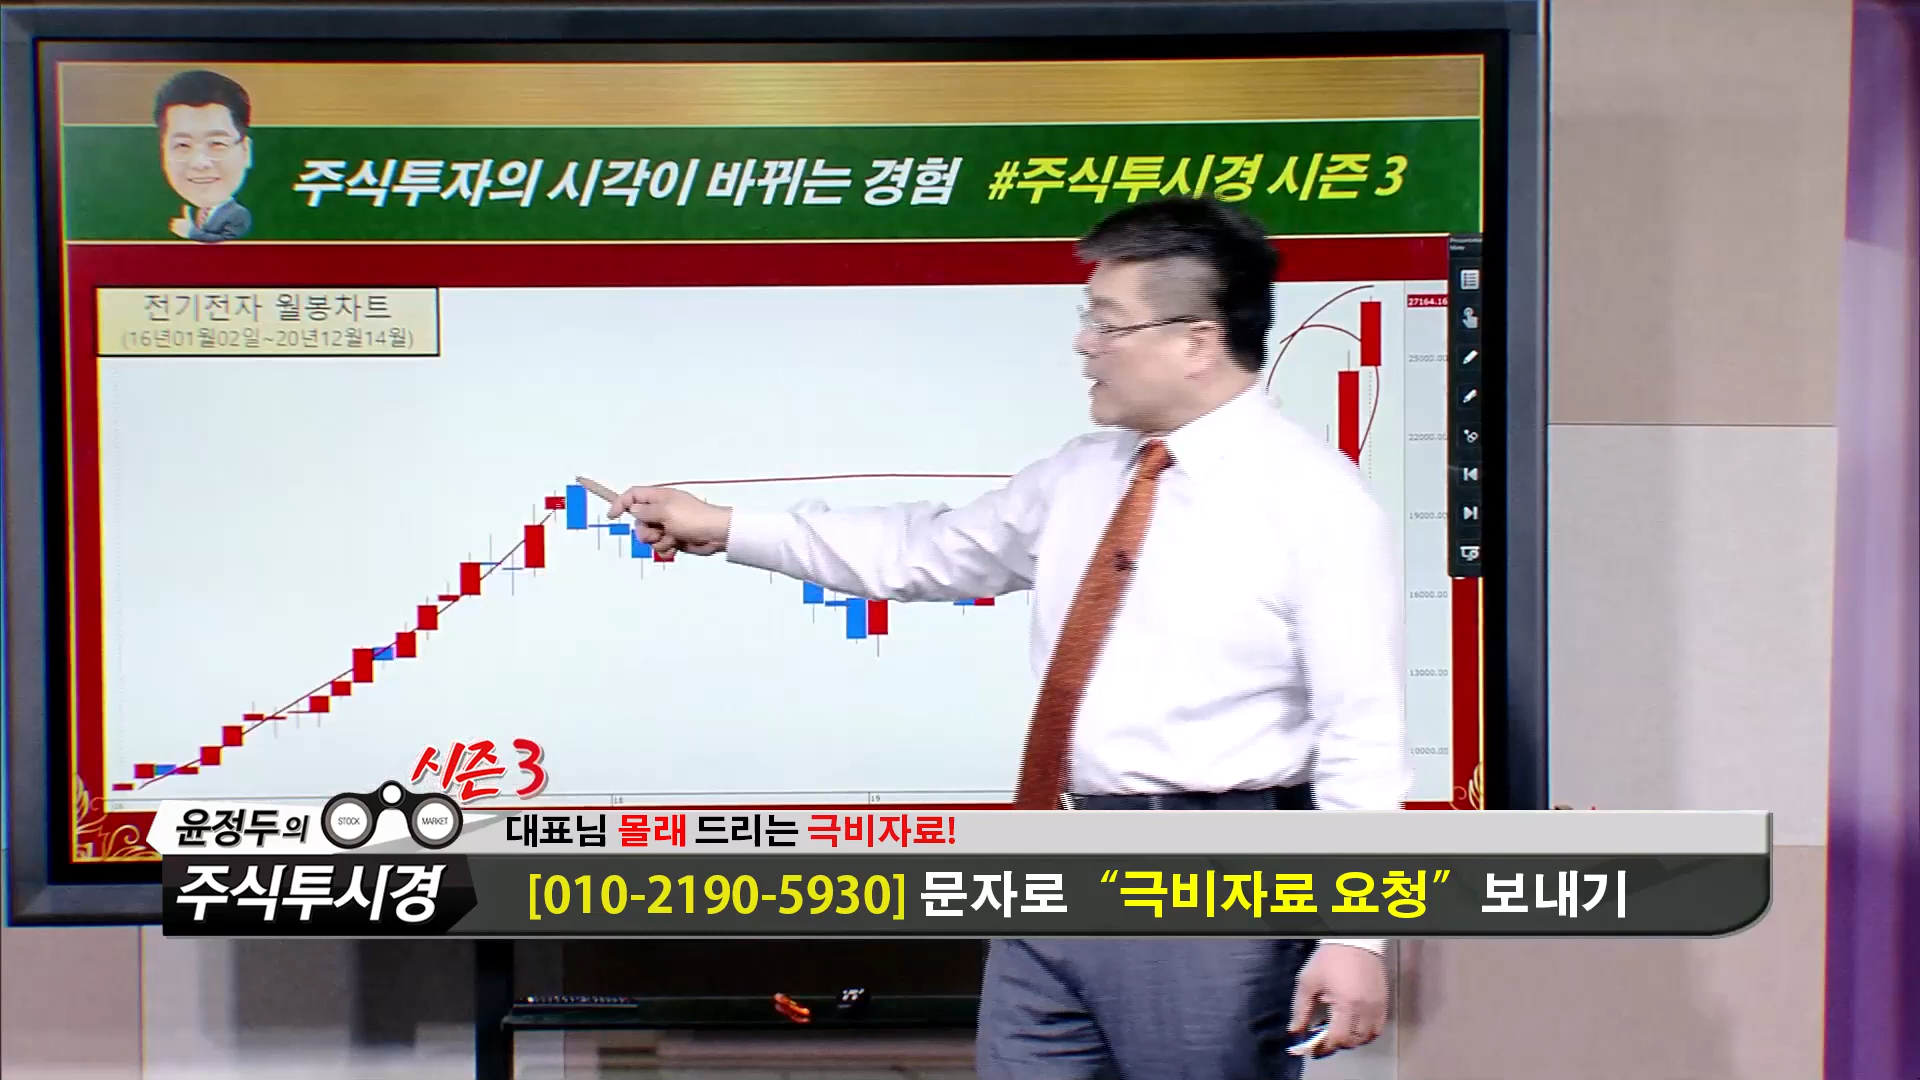 주식투자의 시각이 바뀌는 경험 #주식투시경 시즌 3
전기전자 월봉차트
(16년01월02일~20년12월14월)
27164.16
25000.00
22000.00
19000.00
16000.00
13000.00
10000.00
18
19
시즌 3
윤정두의
STOCK MARKET
주식투시경
대표님 몰래 드리는 극비자료!
[010-2190-5930] 문자로 “극비자료 요청” 보내기